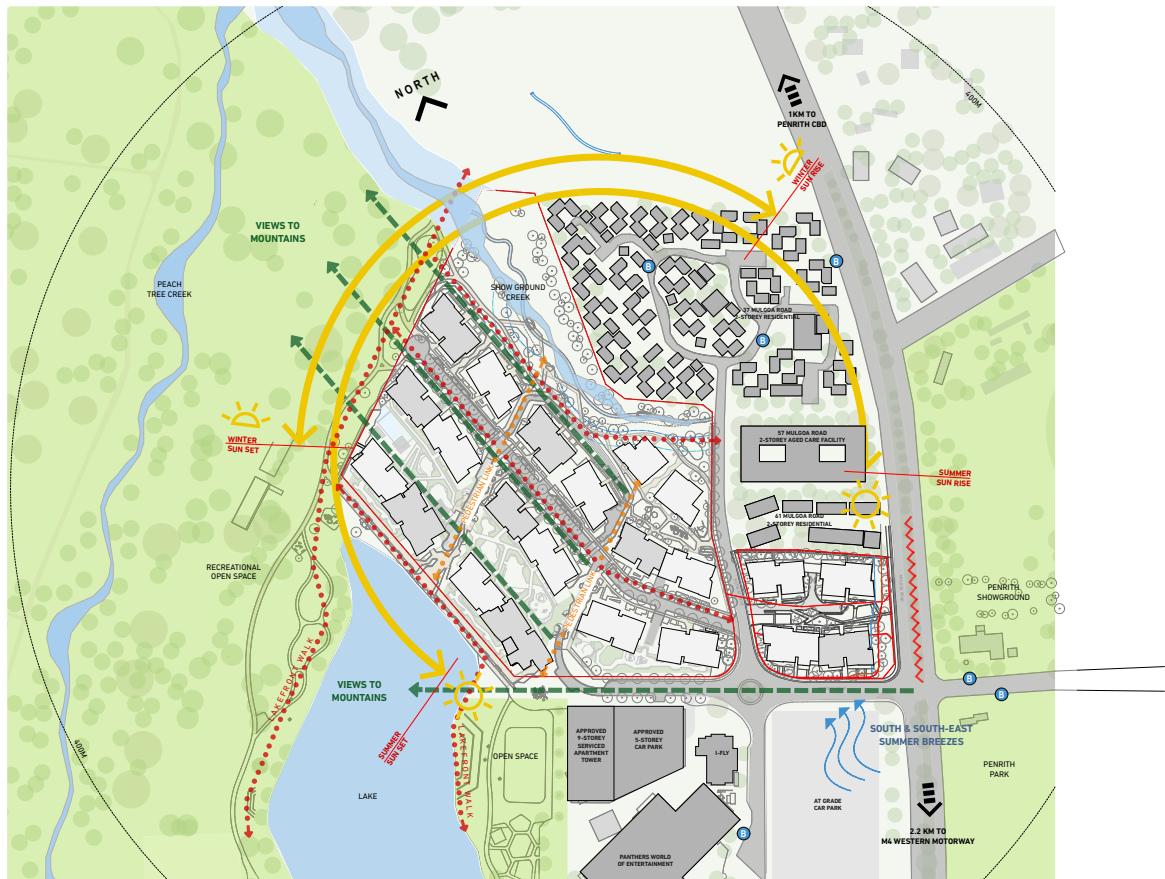 NORTH
400M
1KM TO
PENRITH CBD
WINTER
SUN RISE
VIEWS TO
MOUNTAINS
B
B
PEACH
TREE CREEK
SHOW GROUND
CREEK
37 MULGOA ROAD
2-STOREY RESIDENTIAL
B
57 MULGOA ROAD
2-STOREY AGED CARE FACILITY
WINTER
SUN SET
SUMMER
SUN RISE
PEDESTRIAN LINK
61 MULGOA ROAD
2-STOREY RESIDENTIAL
RECREATIONAL
OPEN SPACE
PEDESTRIAN LINK
PENRITH
SHOWGROUND
LAKEFRONT WALK
VIEWS TO
MOUNTAINS
B
B
SUMMER
SUN SET
LAKEFRONT WALK
OPEN SPACE
APPROVED
9-STOREY
SERVICED
APARTMENT
TOWER
APPROVED
5-STOREY
CAR PARK
I-FLY
SOUTH & SOUTH-EAST
SUMMER BREEZES
400M
LAKE
AT GRADE
CAR PARK
PENRITH
PARK
B
2.2 KM TO
M4 WESTERN MOTORWAY
PANTHERS WORLD
OF ENTERTAINMENT